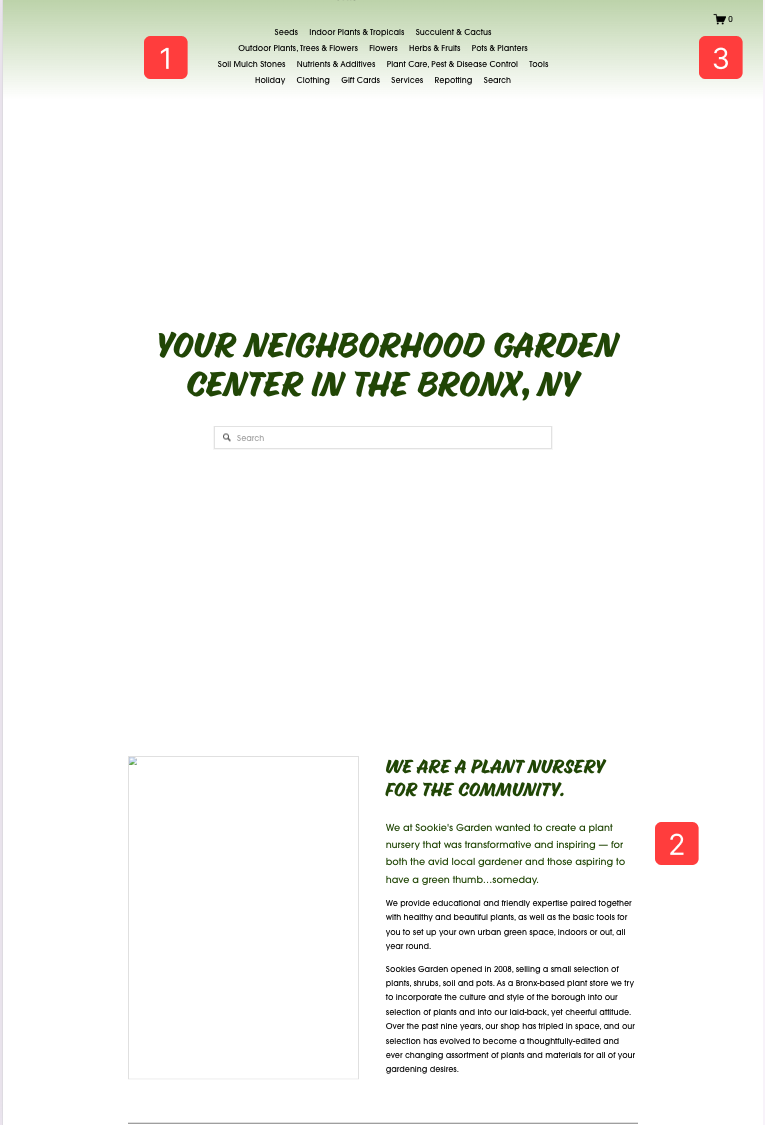 0
Seeds Indoor Plants & Tropicals Succulent & Cactus
1
3
Outdoor Plants, Trees & Flowers Flowers Herbs & Fruits Pots & Planters
Soil Mulch Stones Nutrients & Additives Plant Care, Pest & Disease Control Tools
Holiday Clothing Gift Cards Services Repotting Search
YOUR NEIGHBORHOOD GARDEN
CENTER IN THE BRONX, NY
Search
WE ARE A PLANT NURSERY
FOR THE COMMUNITY.
We at Sookie's Garden wanted to create a plant
nursery that was transformative and inspiring — for
both the avid local gardener and those aspiring to
have a green thumb...someday.
2
We provide educational and friendly expertise paired together
with healthy and beautiful plants, as well as the basic tools for
you to set up your own urban green space, indoors or out, all
year round.
Sookies Garden opened in 2008, selling a small selection of
plants, shrubs, soil and pots. As a Bronx-based plant store we try
to incorporate the culture and style of the borough into our
selection of plants and into our laid-back, yet cheerful attitude.
Over the past nine years, our shop has tripled in space, and our
selection has evolved to become a thoughtfully-edited and
ever changing assortment of plants and materials for all of your
gardening desires.